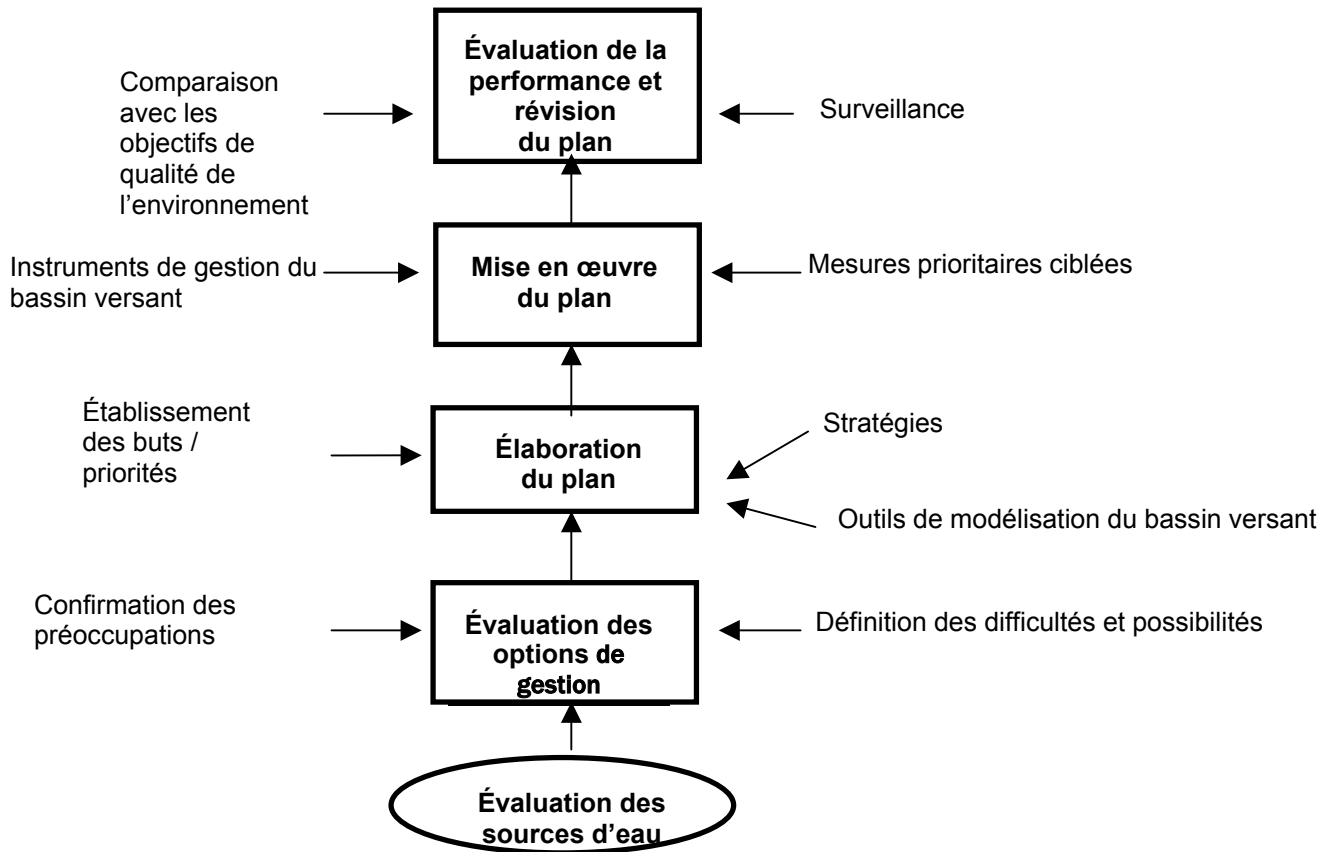 Évaluation de la
performance et
révision
du plan
Comparaison
avec les
objectifs de
qualité de
l’environnement
Surveillance
Instruments de gestion du
bassin versant
Mise en œuvre
du plan
Mesures prioritaires ciblées
Établissement
des buts /
priorités
Élaboration
du plan
Stratégies
Outils de modélisation du bassin versant
Confirmation des
préoccupations
Évaluation des
options de
gestion
Définition des difficultés et possibilités
Évaluation des
sources d’eau